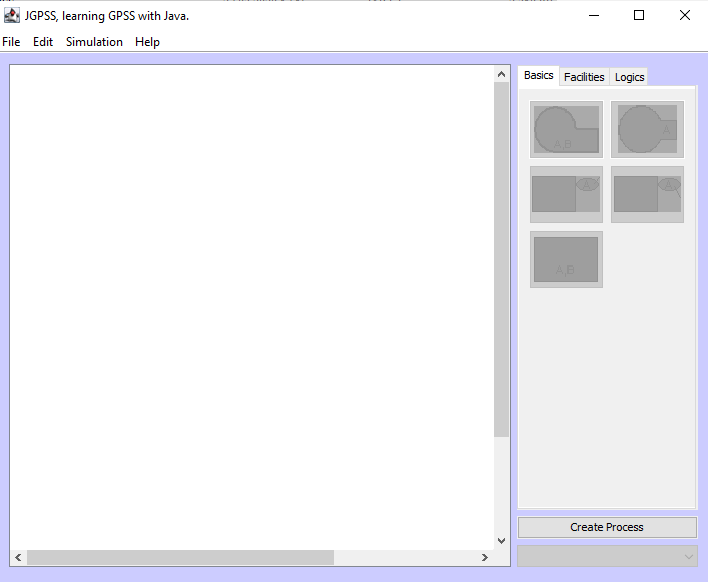 JGPSS, learning GPSS with Java.
File Edit Simulation Help
Basics Facilities Logics
A,B A
A A
A,B
Create Process